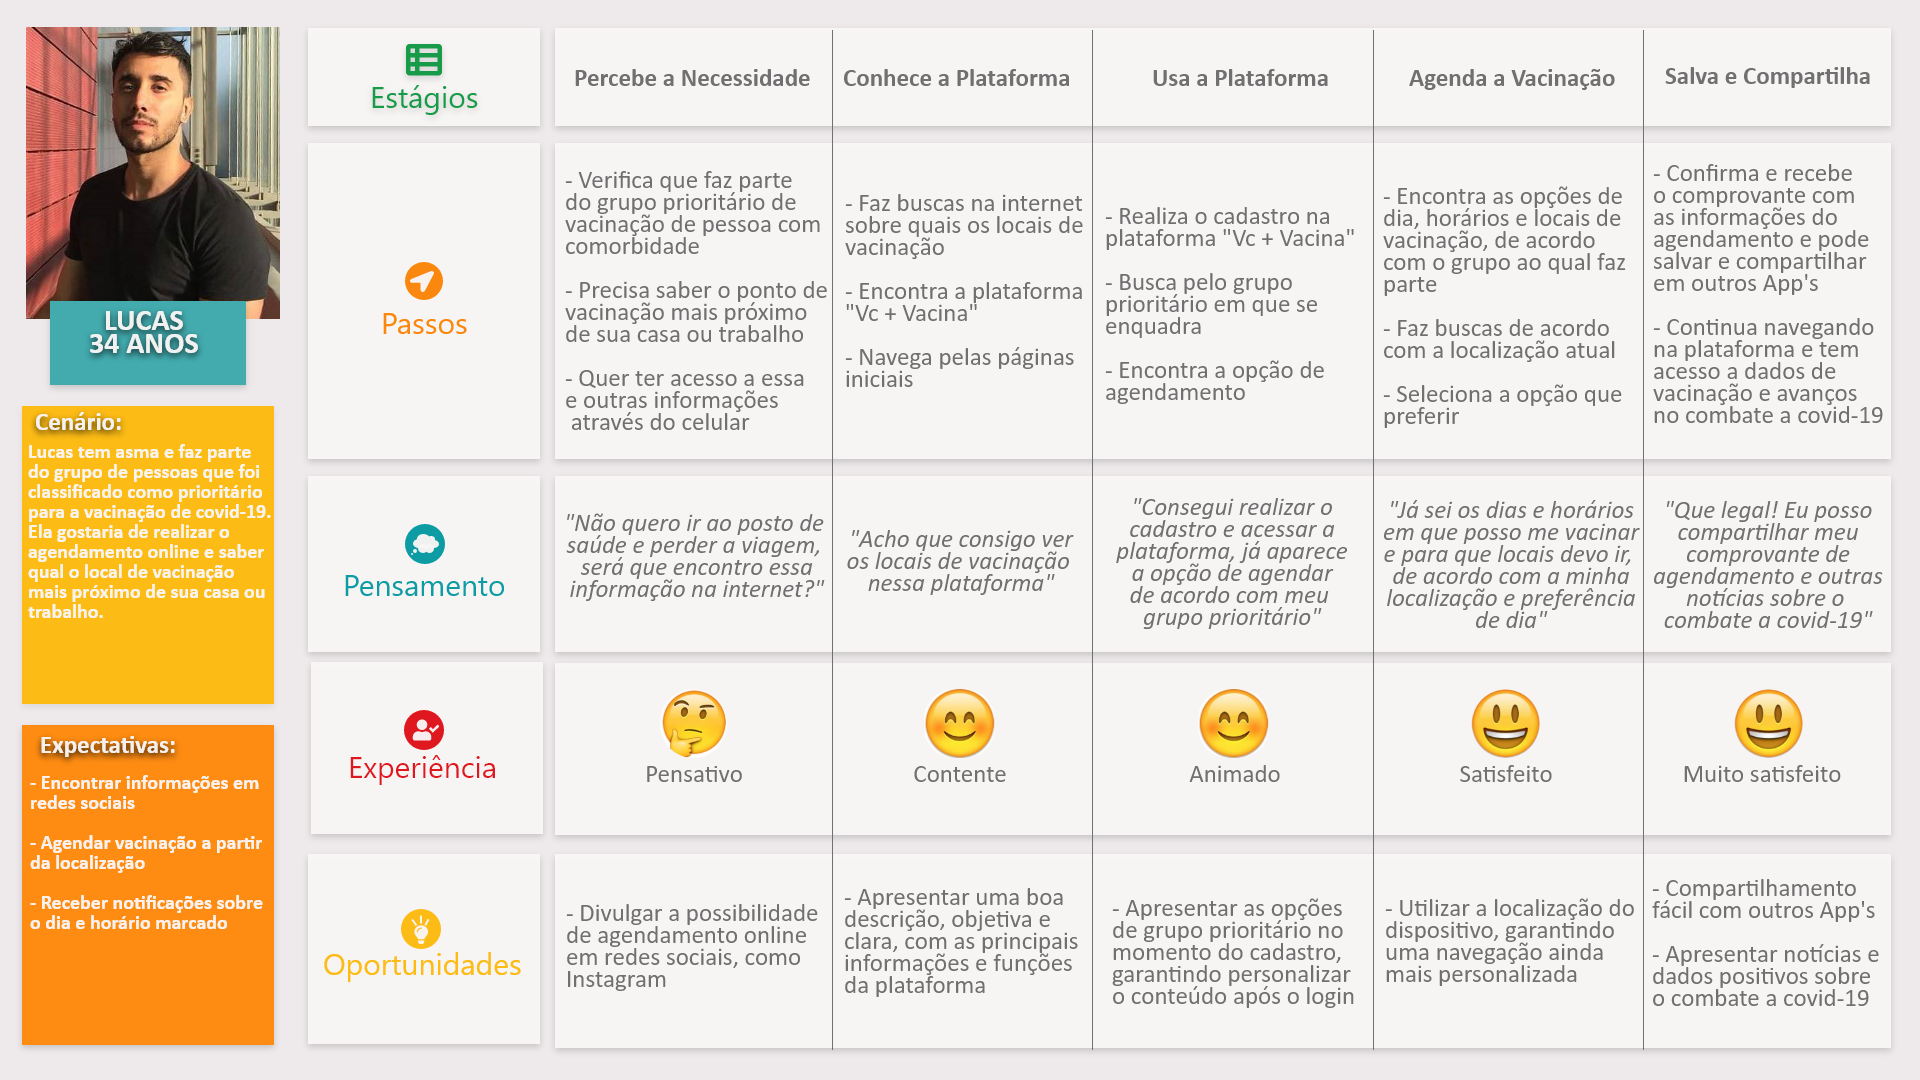 LUCAS
34 ANOS
Cenário:
Lucas tem asma e faz parte
do grupo de pessoas que foi
classificado como prioritário
para a vacinação de covid-19.
Ela gostaria de realizar o
agendamento online e saber
qual o local de vacinação
mais próximo de sua casa ou
trabalho.
Expectativas:
- Encontrar informações em
redes sociais
- Agendar vacinação a partir
da localização
- Receber notificações sobre
o dia e horário marcado
Estágios
Percebe a Necessidade
Conhece a Plataforma
Usa a Plataforma
Agenda a Vacinação
Salva e Compartilha
Passos
- Verifica que faz parte
do grupo prioritário de
vacinação de pessoa com
comorbidade
- Precisa saber o ponto de
vacinação mais próximo
de sua casa ou trabalho
- Quer ter acesso a essa
e outras informações
através do celular
- Faz buscas na internet
sobre quais os locais de
vacinação
- Encontra a plataforma
"Vc + Vacina"
- Navega pelas páginas
iniciais
- Realiza o cadastro na
plataforma "Vc + Vacina"
- Busca pelo grupo
prioritário em que se
enquadra
- Encontra a opção de
agendamento
- Encontra as opções de
dia, horários e locais de
vacinação, de acordo
com o grupo ao qual faz
parte
- Faz buscas de acordo
com a localização atual
- Seleciona a opção que
preferir
- Confirma e recebe
o comprovante com
as informações do
agendamento e pode
salvar e compartilhar
em outros App's
- Continua navegando
na plataforma e tem
acesso a dados de
vacinação e avanços
no combate a covid-19
Pensamento
"Não quero ir ao posto de
saúde e perder a viagem,
será que encontro essa
informação na internet?"
"Acho que consigo ver
os locais de vacinação
nessa plataforma"
"Consegui realizar o
cadastro e acessar a
plataforma, já aparece
a opção de agendar
de acordo com meu
grupo prioritário"
"Já sei os dias e horários
em que posso me vacinar
e para que locais devo ir,
de acordo com a minha
localização e preferência
de dia"
"Que legal! Eu posso
compartilhar meu
comprovante de
agendamento e outras
notícias sobre o
combate a covid-19"
Experiência
Pensativo
Contente
Animado
Satisfeito
Muito satisfeito
Oportunidades
- Divulgar a possibilidade
de agendamento online
em redes sociais, como
Instagram
- Apresentar uma boa
descrição, objetiva e
clara, com as principais
informações e funções
da plataforma
- Apresentar as opções
de grupo prioritário no
momento do cadastro,
garantindo personalizar
o conteúdo após o login
- Utilizar a localização do
dispositivo, garantindo
uma navegação ainda
mais personalizada
- Compartilhamento
fácil com outros App's
- Apresentar notícias e
dados positivos sobre
o combate a covid-19